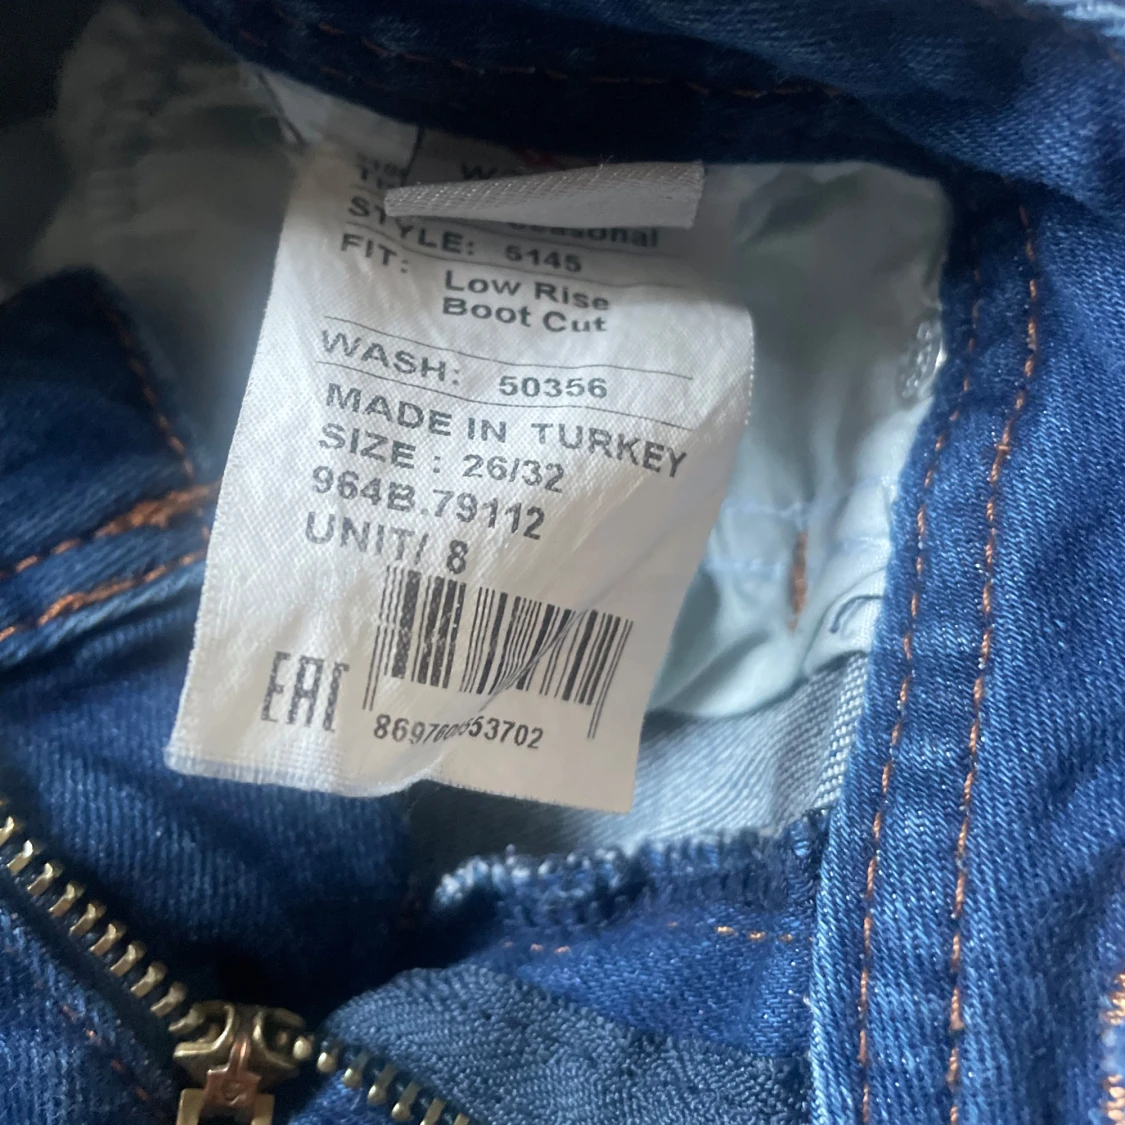 STYLE: 5145
FIT: Low Rise
Boot Cut
WASH: 50356
MADE IN TURKEY
SIZE : 26/32
964B.79112
UNIT/ 8
EAC